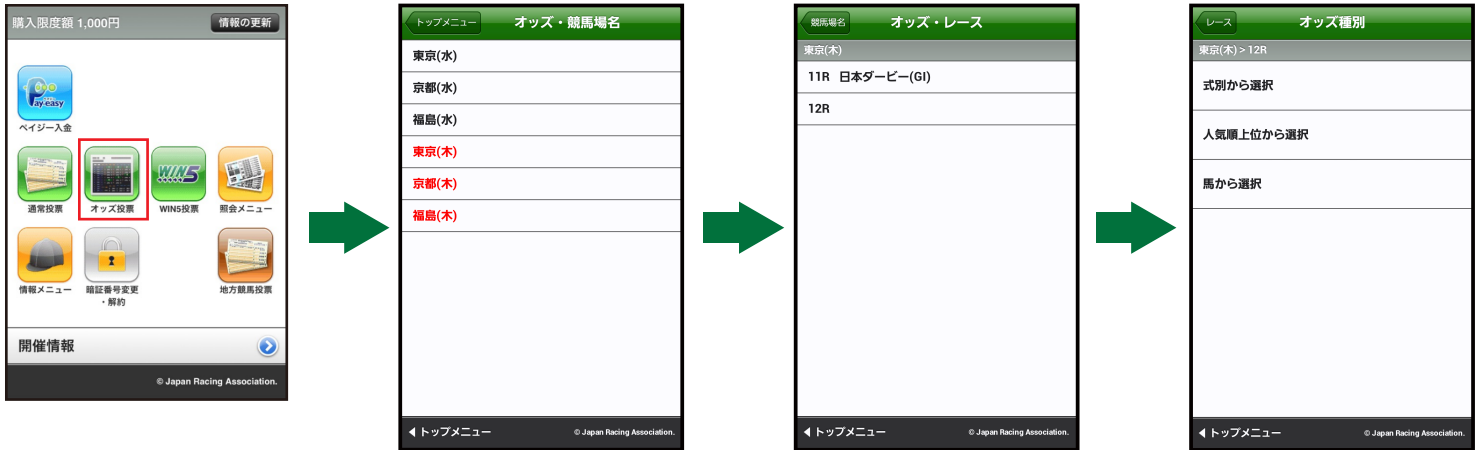 購入限度額 1,000円
情報の更新
Pay-easy
ペイジー入金
WIN5
通常投票
オッズ投票
WIN5投票
照会メニュー
情報メニュー
暗証番号変更
・解約
地方競馬投票
開催情報
© Japan Racing Association.
トップメニュー
オッズ・競馬場名
東京(水)
京都(水)
福島(水)
東京(木)
京都(木)
福島(木)
トップメニュー
© Japan Racing Association.
競馬場名
オッズ・レース
東京(木)
11R 日本ダービー(GI)
12R
トップメニュー
© Japan Racing Association.
レース
オッズ種別
東京(木)>12R
式別から選択
人気順上位から選択
馬から選択
トップメニュー
© Japan Racing Association.